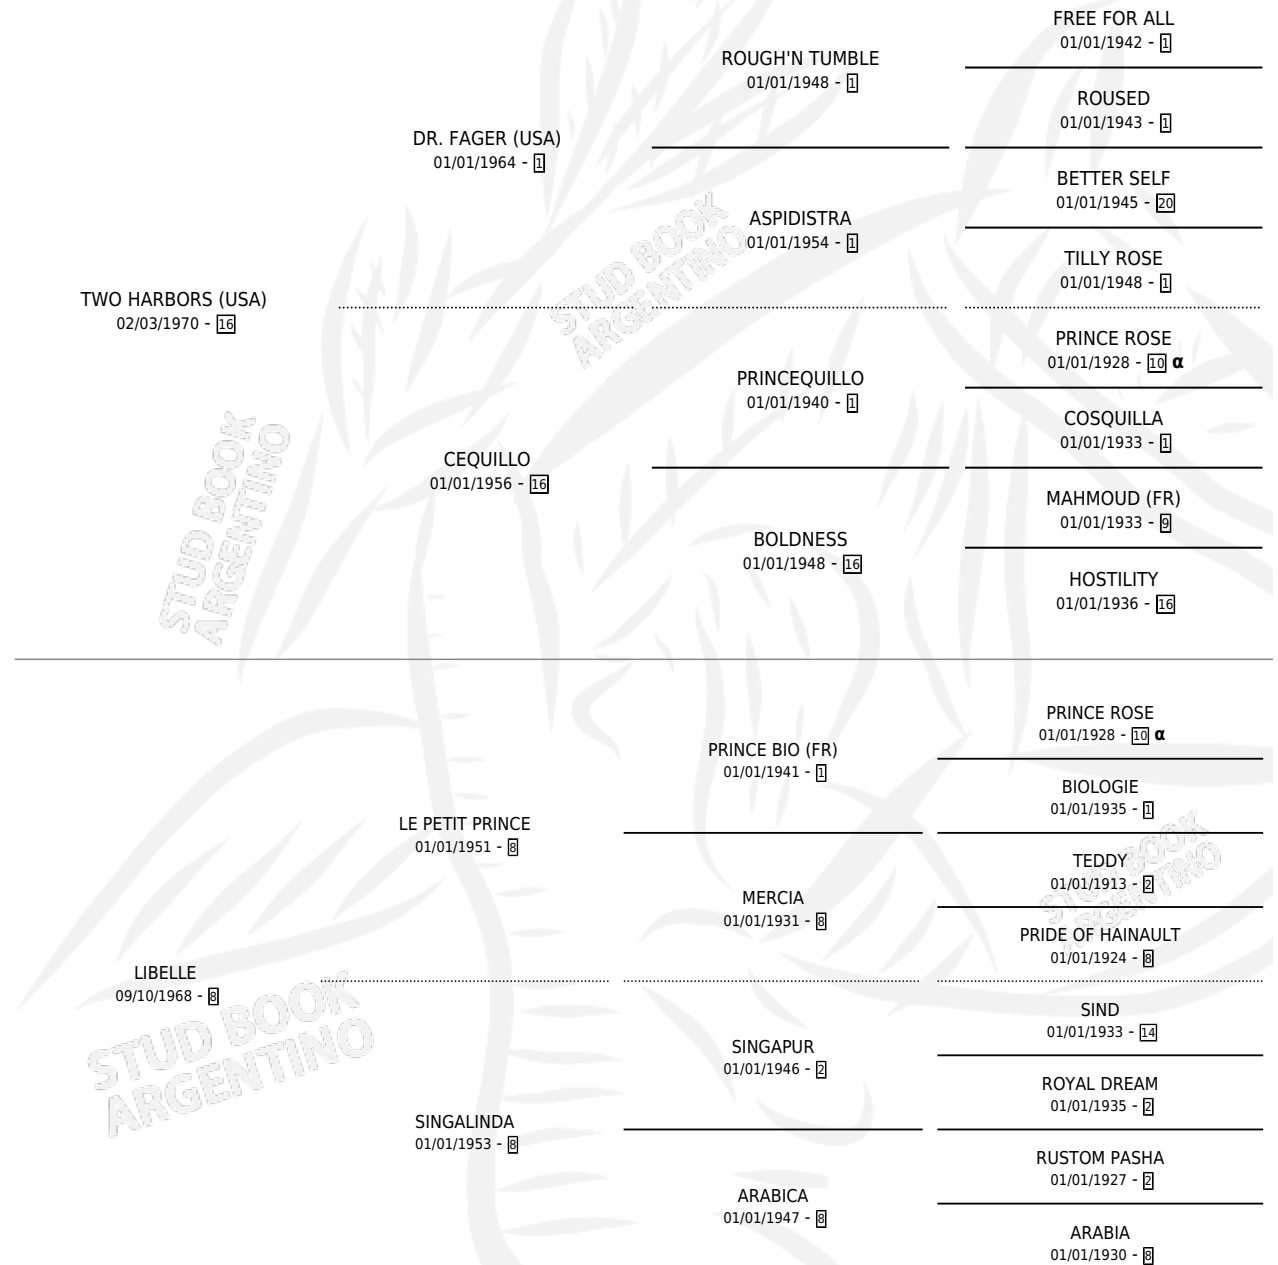 FREE FOR ALL
01/01/1942 - 1
ROUGH'N TUMBLE
01/01/1948 - 1
ROUSED
01/01/1943 - 1
DR. FAGER (USA)
01/01/1964 - 1
BETTER SELF
01/01/1945 - 20
ASPIDISTRA
01/01/1954 - 1
TILLY ROSE
01/01/1948 - 1
TWO HARBORS (USA)
02/03/1970 - 16
PRINCE ROSE
01/01/1928 - 10 α
PRINCEQUILLO
01/01/1940 - 1
COSQUILLA
01/01/1933 - 1
CEQUILLO
01/01/1956 - 16
MAHMOUD (FR)
01/01/1933 - 9
BOLDNESS
01/01/1948 - 16
HOSTILITY
01/01/1936 - 16
PRINCE ROSE
01/01/1928 - 10 α
PRINCE BIO (FR)
01/01/1941 - 1
BIOLOGIE
01/01/1935 - 1
LE PETIT PRINCE
01/01/1951 - 8
TEDDY
01/01/1913 - 2
MERCIA
01/01/1931 - 8
PRIDE OF HAINAULT
01/01/1924 - 8
LIBELLE
09/10/1968 - 8
SIND
01/01/1933 - 14
SINGAPUR
01/01/1946 - 2
ROYAL DREAM
01/01/1935 - 2
SINGALINDA
01/01/1953 - 8
RUSTOM PASHA
01/01/1927 - 2
ARABICA
01/01/1947 - 8
ARABIA
01/01/1930 - 8
STUD BOOK
ARGENTINO
STUD BOOK
ARGENTINO
STUD BOOK
ARGENTINO
STUD BOOK
ARGENTINO